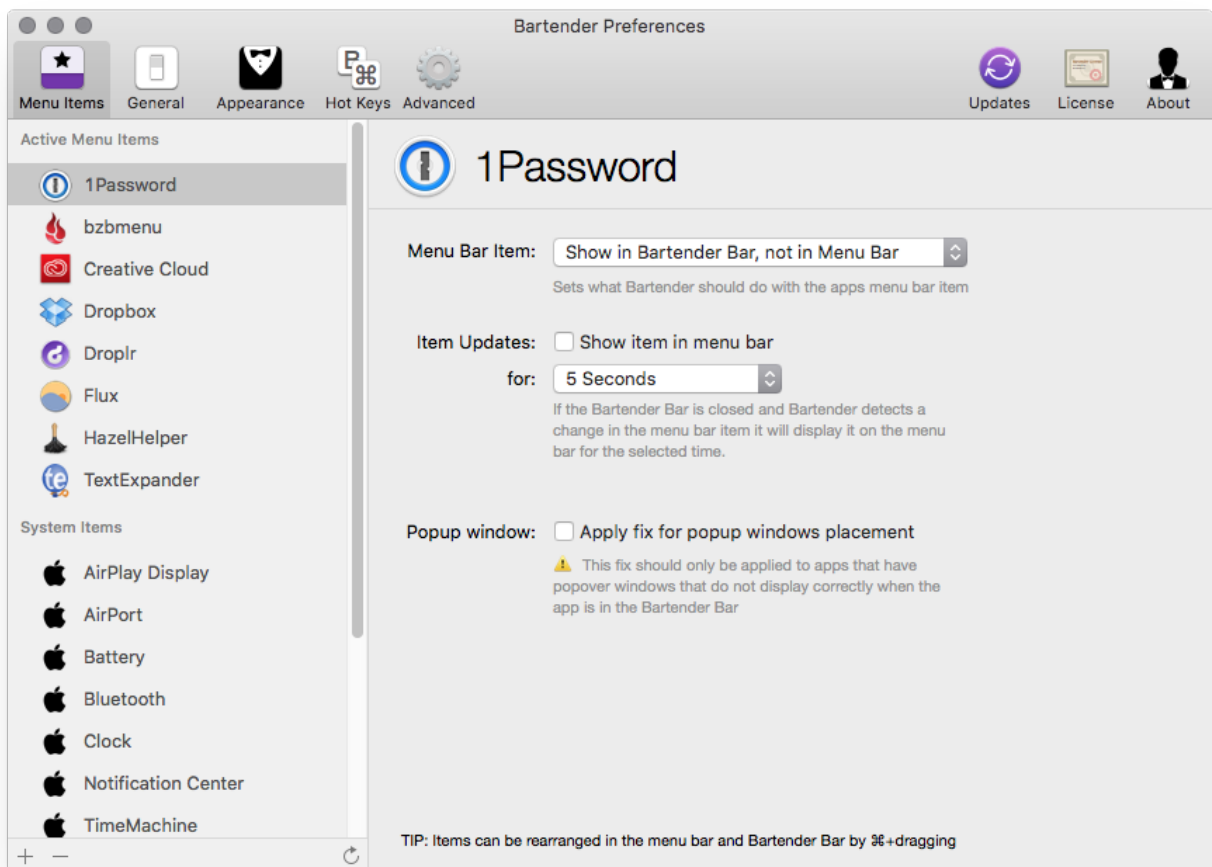 Bartender Preferences
Menu Items
General
Appearance
Hot Keys
Advanced
Updates
License
About
Active Menu Items
1Password
bzbmenu
Creative Cloud
Dropbox
Droplr
Flux
HazelHelper
TextExpander
System Items
AirPlay Display
AirPort
Battery
Bluetooth
Clock
Notification Center
TimeMachine
1Password
Menu Bar Item: Show in Bartender Bar, not in Menu Bar
Sets what Bartender should do with the apps menu bar item
Item Updates: Show item in menu bar
for: 5 Seconds
If the Bartender Bar is closed and Bartender detects a
change in the menu bar item it will display it on the menu
bar for the selected time.
Popup window: Apply fix for popup windows placement
This fix should only be applied to apps that have
popover windows that do not display correctly when the
app is in the Bartender Bar
TIP: Items can be rearranged in the menu bar and Bartender Bar by ⌘+dragging